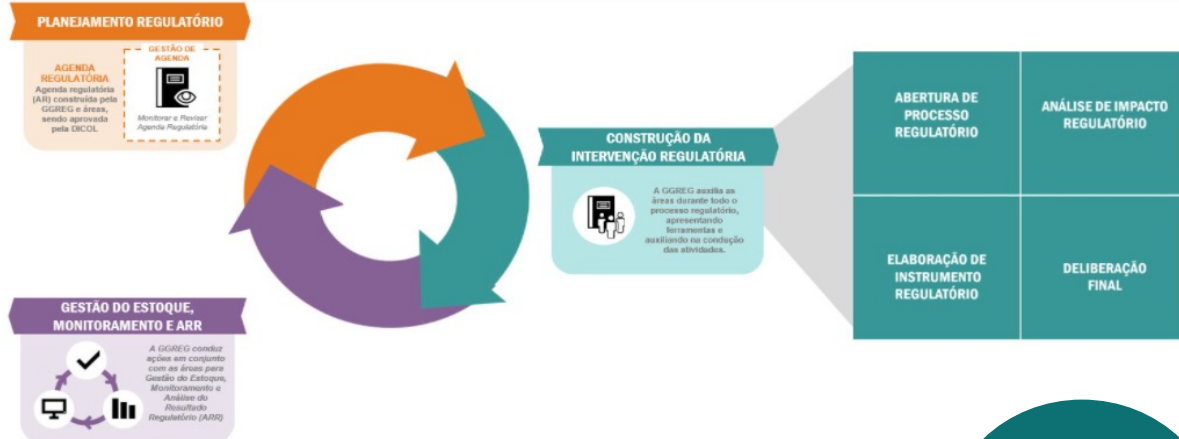 PLANEJAMENTO REGULATÓRIO
AGENDA
REGULATÓRIA
Agenda regulatória
(AR) construída pela
GGREG e áreas,
sendo aprovada
pela DICOL
GESTÃO DE
AGENDA
Monitorar e Revisar
Agenda Regulatória
CONSTRUÇÃO DA
INTERVENÇÃO REGULATÓRIA
A GGREG auxilia as
áreas durante todo o
processo regulatório,
apresentando
ferramentas e
auxiliando na condução
das atividades.
ABERTURA DE
PROCESSO
REGULATÓRIO
ANÁLISE DE IMPACTO
REGULATÓRIO
ELABORAÇÃO DE
INSTRUMENTO
REGULATÓRIO
DELIBERAÇÃO
FINAL
GESTÃO DO ESTOQUE,
MONITORAMENTO E ARR
A GGREG conduz
ações em conjunto
com as áreas para
Gestão do Estoque,
Monitoramento e
Análise do
Resultado
Regulatório (ARR)